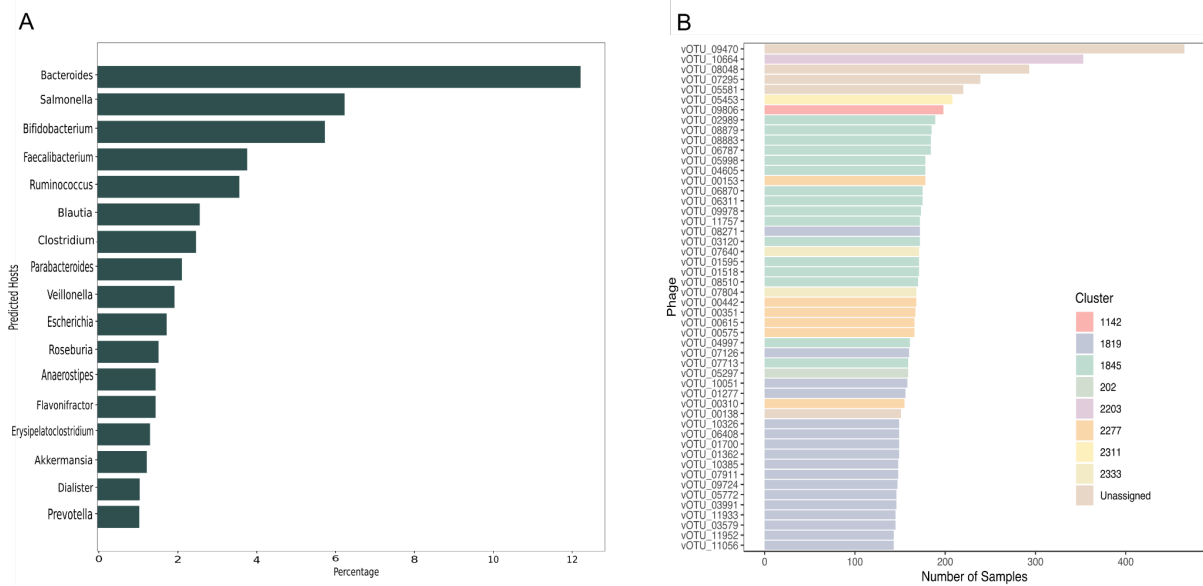 A
Predicted Hosts
Bacteroides
Salmonella
Bifidobacterium
Faecalibacterium
Ruminococcus
Blautia
Clostridium
Parabacteroides
Veillonella
Escherichia
Roseburia
Anaerostipes
Flavonifractor
Erysipelatoclostridium
Akkermansia
Dialister
Prevotella
0 2 4 6 8 10 12
Percentage
B
Phage
vOTU_09470
vOTU_10664
vOTU_08048
vOTU_07295
vOTU_05581
vOTU_05453
vOTU_09806
vOTU_02989
vOTU_08879
vOTU_08883
vOTU_06787
vOTU_05998
vOTU_04605
vOTU_00153
vOTU_06870
vOTU_06311
vOTU_09978
vOTU_11757
vOTU_08271
vOTU_03120
vOTU_07640
vOTU_01595
vOTU_01518
vOTU_08510
vOTU_07804
vOTU_00442
vOTU_00351
vOTU_00615
vOTU_00575
vOTU_04997
vOTU_07126
vOTU_07713
vOTU_05297
vOTU_10051
vOTU_01277
vOTU_00310
vOTU_00138
vOTU_10326
vOTU_06408
vOTU_01700
vOTU_01362
vOTU_10385
vOTU_07911
vOTU_09724
vOTU_05772
vOTU_03991
vOTU_11933
vOTU_03579
vOTU_11952
vOTU_11056
0 100 200 300 400
Number of Samples
Cluster
1142
1819
1845
202
2203
2277
2311
2333
Unassigned